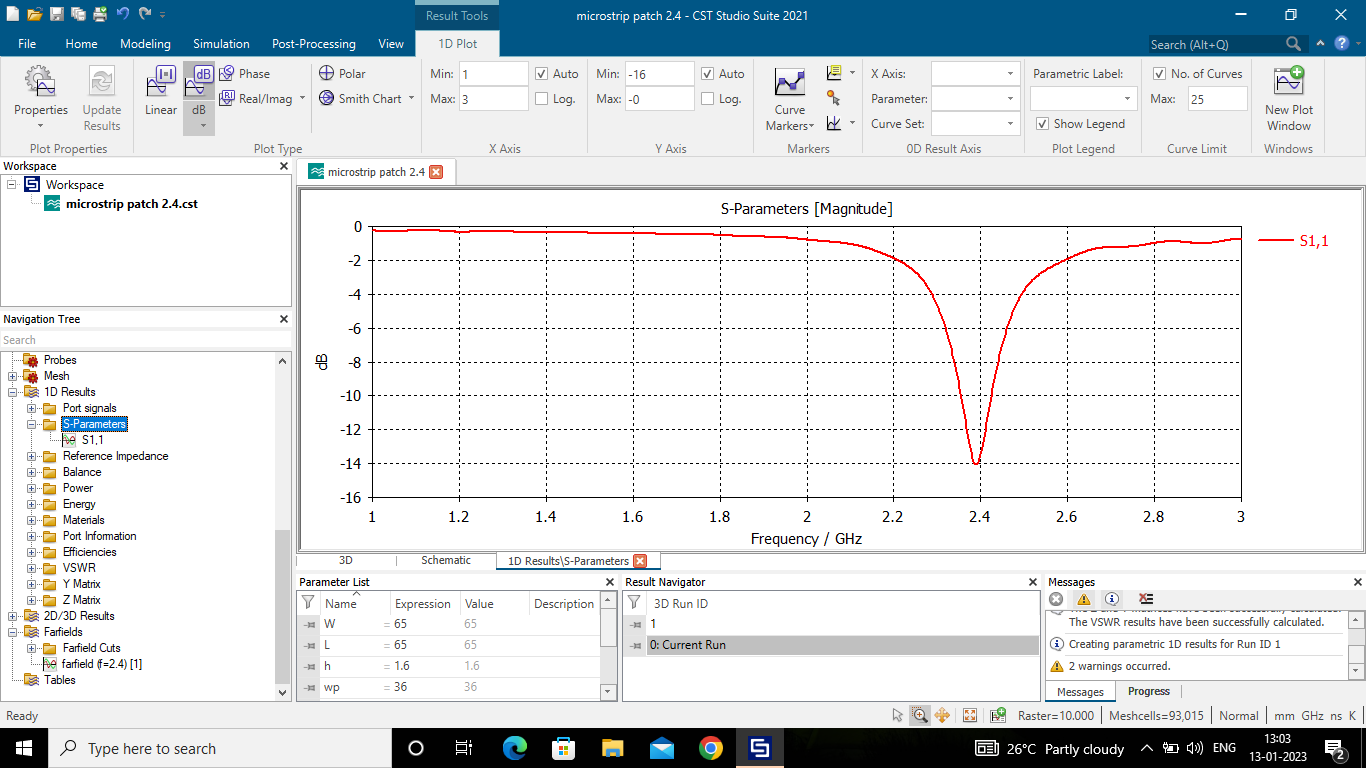 Result Tools
microstrip patch 2.4 - CST Studio Suite 2021
File Home Modeling Simulation Post-Processing View 1D Plot Search (Alt+Q)
Properties
Update Results
Plot Properties
Linear
dB
Phase
Real/Imag
Polar
Smith Chart
Plot Type
Min: 1 Auto
Max: 3 Log.
X Axis
Min: -16 Auto
Max: -0 Log.
Y Axis
Curve Markers
Markers
X Axis:
Parameter:
Curve Set:
0D Result Axis
Parametric Label:
Show Legend
Plot Legend
No. of Curves
Max: 25
Curve Limit
New Plot Window
Windows
Workspace
Workspace
microstrip patch 2.4.cst
Navigation Tree
Search
Probes
Mesh
1D Results
Port signals
S-Parameters
S1,1
Reference Impedance
Balance
Power
Energy
Materials
Port Information
Efficiencies
VSWR
Y Matrix
Z Matrix
2D/3D Results
Farfields
Farfield Cuts
farfield (f=2.4) [1]
Tables
microstrip patch 2.4
S-Parameters [Magnitude]
S1,1
0
-2
-4
-6
-8
-10
-12
-14
-16
dB
1 1.2 1.4 1.6 1.8 2 2.2 2.4 2.6 2.8 3
Frequency / GHz
3D Schematic 1D Results\S-Parameters
Parameter List
Name Expression Value Description
W = 65 65
L = 65 65
h = 1.6 1.6
wp = 36 36
Result Navigator
3D Run ID
1
0: Current Run
Messages
The VSWR results have been successfully calculated.
Creating parametric 1D results for Run ID 1
2 warnings occurred.
Messages Progress
Ready
Raster=10.000 Meshcells=93,015 Normal mm GHz ns K
Type here to search
26°C Partly cloudy
ENG
13:03
13-01-2023
2